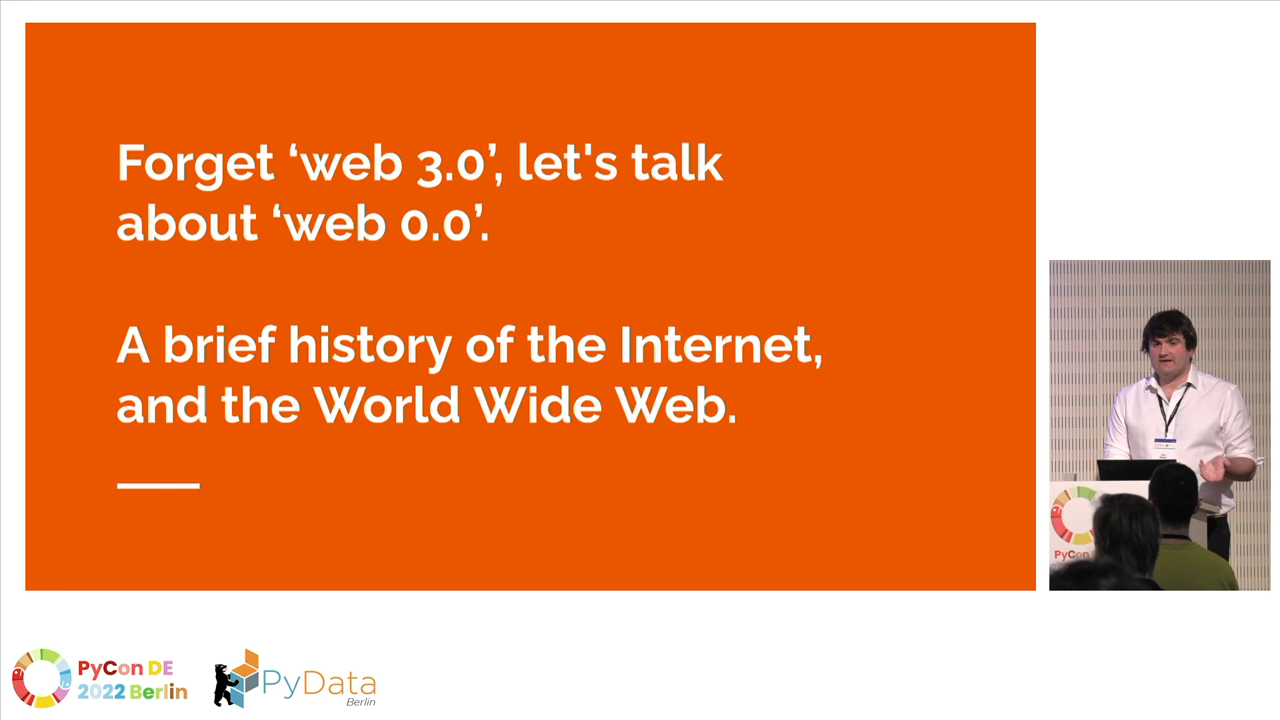 Forget ‘web 3.0’, let's talk
about ‘web 0.0’.
A brief history of the Internet,
and the World Wide Web.
PyCon
PyCon DE
2022 Berlin
PyData
Berlin